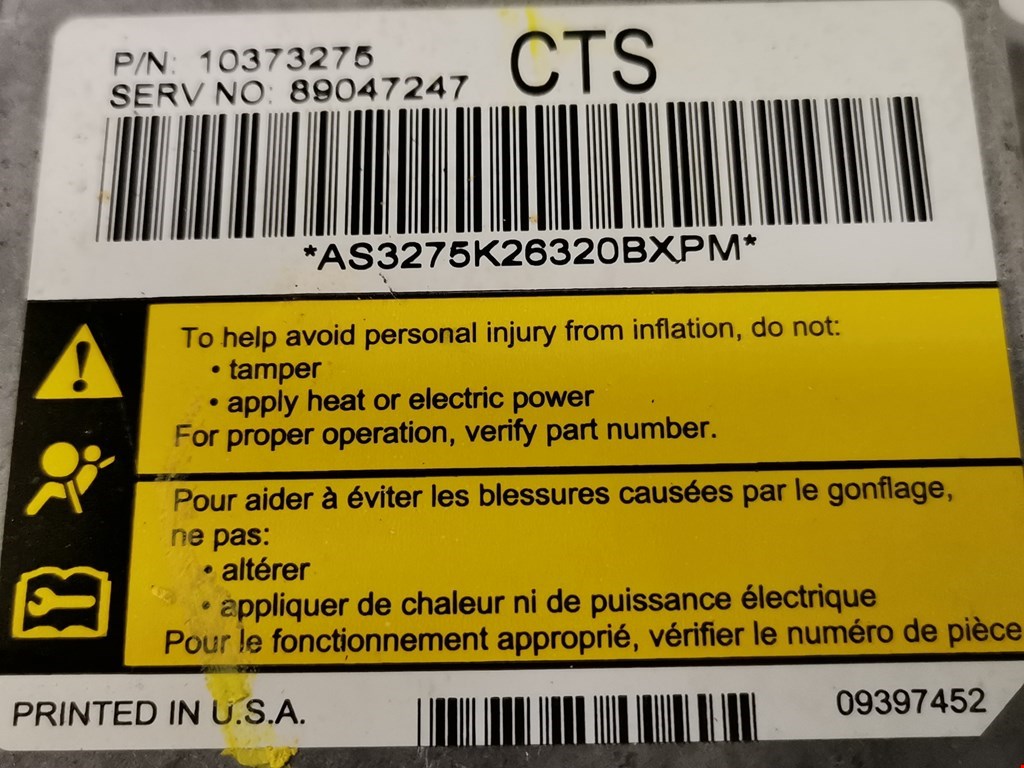 P/N: 10373275
CTS
SERV NO: 89047247
*AS3275K26320BXPM*
To help avoid personal injury from inflation, do not:
• tamper
• apply heat or electric power
For proper operation, verify part number.
Pour aider à éviter les blessures causées par le gonflage,
ne pas:
• altérer
• appliquer de chaleur ni de puissance électrique
Pour le fonctionnement approprié, vérifier le numéro de pièce
PRINTED IN U.S.A.
09397452